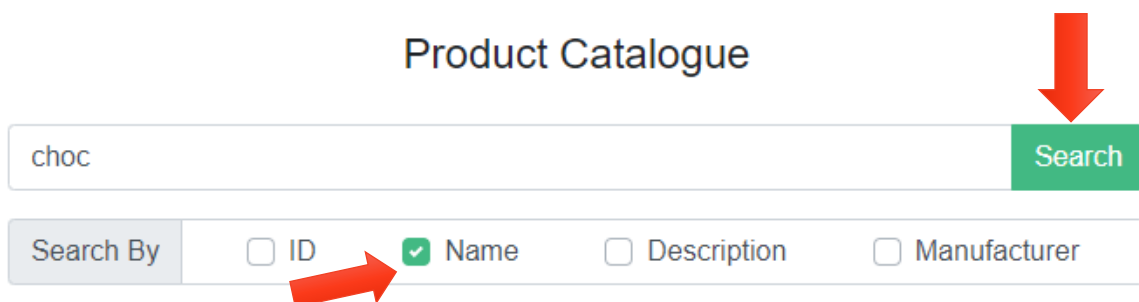 Product Catalogue
choc Search
Search By ID Name Description Manufacturer